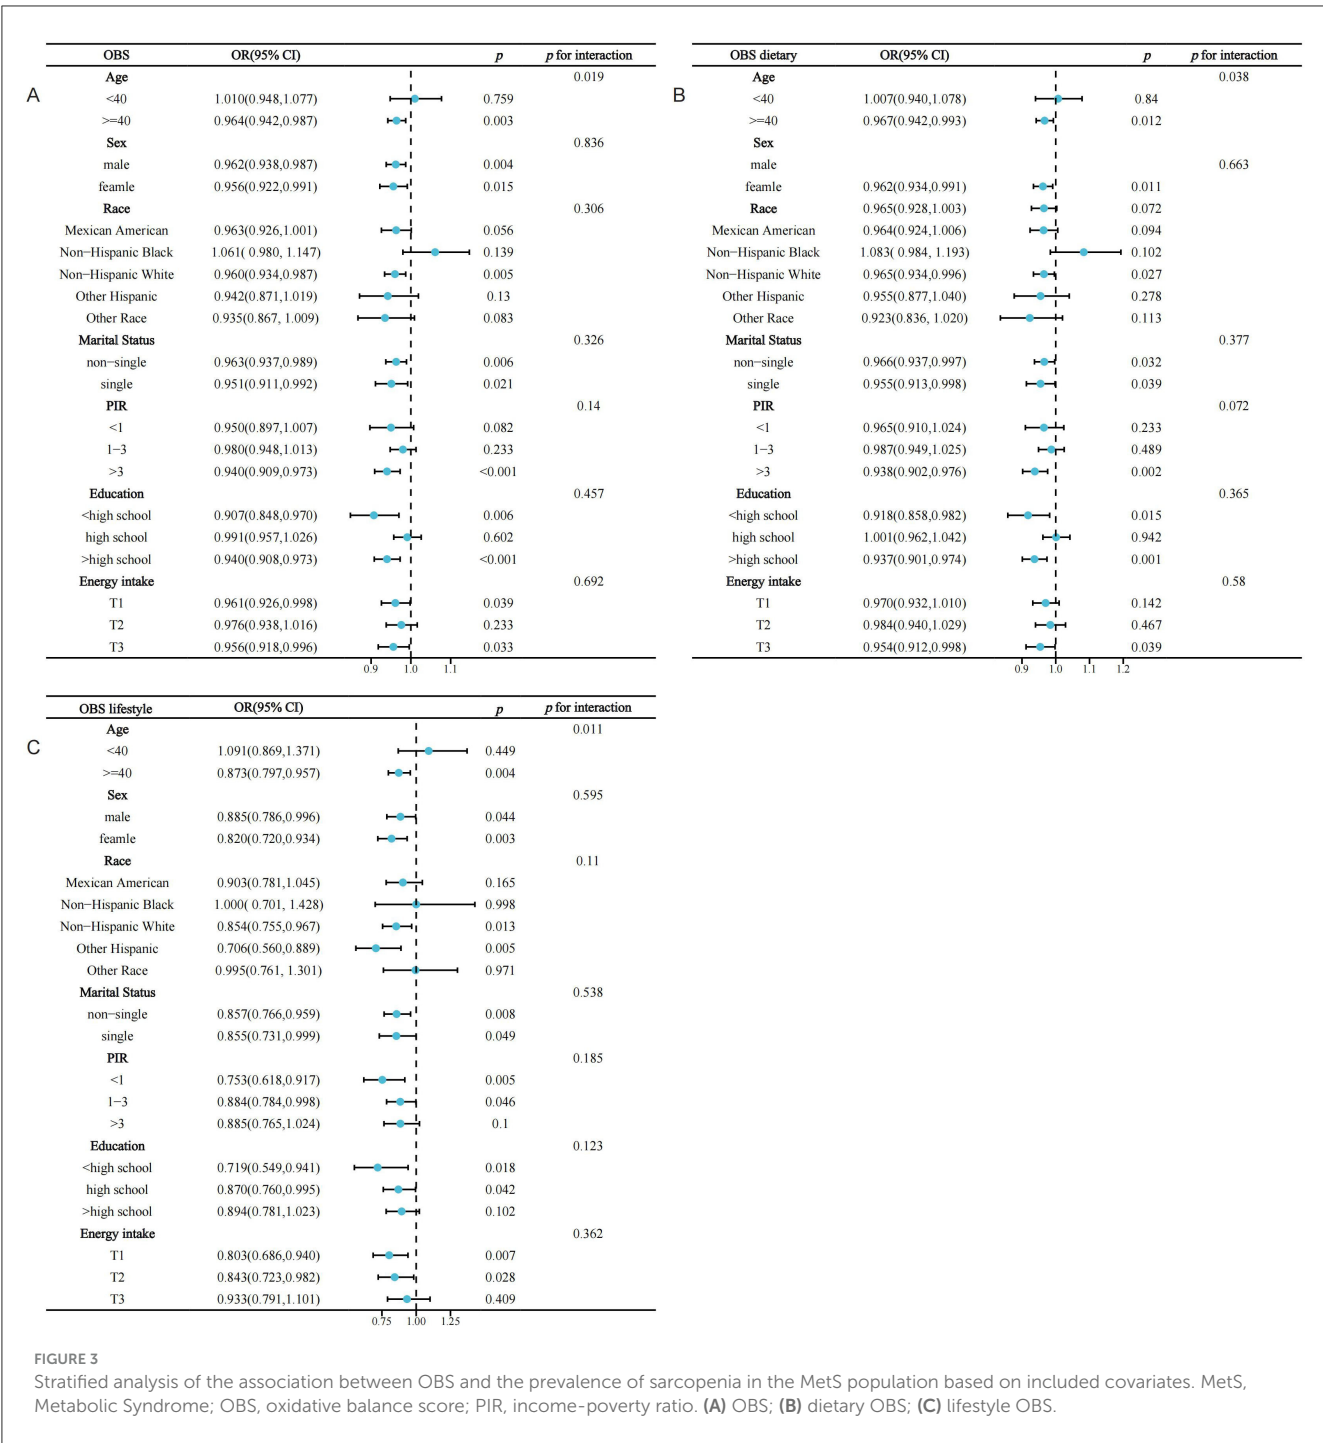 A
OBS OR(95% CI) p p for interaction
Age 0.019
<40 1.010(0.948,1.077) 0.759
>=40 0.964(0.942,0.987) 0.003
Sex 0.836
male 0.962(0.938,0.987) 0.004
feamle 0.956(0.922,0.991) 0.015
Race 0.306
Mexican American 0.963(0.926,1.001) 0.056
Non−Hispanic Black 1.061( 0.980, 1.147) 0.139
Non−Hispanic White 0.960(0.934,0.987) 0.005
Other Hispanic 0.942(0.871,1.019) 0.13
Other Race 0.935(0.867, 1.009) 0.083
Marital Status 0.326
non−single 0.963(0.937,0.989) 0.006
single 0.951(0.911,0.992) 0.021
PIR 0.14
<1 0.950(0.897,1.007) 0.082
1−3 0.980(0.948,1.013) 0.233
>3 0.940(0.909,0.973) <0.001
Education 0.457
<high school 0.907(0.848,0.970) 0.006
high school 0.991(0.957,1.026) 0.602
>high school 0.940(0.908,0.973) <0.001
Energy intake 0.692
T1 0.961(0.926,0.998) 0.039
T2 0.976(0.938,1.016) 0.233
T3 0.956(0.918,0.996) 0.033
0.9 1.0 1.1
B
OBS dietary OR(95% CI) p p for interaction
Age 0.038
<40 1.007(0.940,1.078) 0.84
>=40 0.967(0.942,0.993) 0.012
Sex
male 0.663
feamle 0.962(0.934,0.991) 0.011
Race 0.965(0.928,1.003) 0.072
Mexican American 0.964(0.924,1.006) 0.094
Non−Hispanic Black 1.083( 0.984, 1.193) 0.102
Non−Hispanic White 0.965(0.934,0.996) 0.027
Other Hispanic 0.955(0.877,1.040) 0.278
Other Race 0.923(0.836, 1.020) 0.113
Marital Status 0.377
non−single 0.966(0.937,0.997) 0.032
single 0.955(0.913,0.998) 0.039
PIR 0.072
<1 0.965(0.910,1.024) 0.233
1−3 0.987(0.949,1.025) 0.489
>3 0.938(0.902,0.976) 0.002
Education 0.365
<high school 0.918(0.858,0.982) 0.015
high school 1.001(0.962,1.042) 0.942
>high school 0.937(0.901,0.974) 0.001
Energy intake 0.58
T1 0.970(0.932,1.010) 0.142
T2 0.984(0.940,1.029) 0.467
T3 0.954(0.912,0.998) 0.039
0.9 1.0 1.1 1.2
C
OBS lifestyle OR(95% CI) p p for interaction
Age 0.011
<40 1.091(0.869,1.371) 0.449
>=40 0.873(0.797,0.957) 0.004
Sex 0.595
male 0.885(0.786,0.996) 0.044
feamle 0.820(0.720,0.934) 0.003
Race 0.11
Mexican American 0.903(0.781,1.045) 0.165
Non−Hispanic Black 1.000( 0.701, 1.428) 0.998
Non−Hispanic White 0.854(0.755,0.967) 0.013
Other Hispanic 0.706(0.560,0.889) 0.005
Other Race 0.995(0.761, 1.301) 0.971
Marital Status 0.538
non−single 0.857(0.766,0.959) 0.008
single 0.855(0.731,0.999) 0.049
PIR 0.185
<1 0.753(0.618,0.917) 0.005
1−3 0.884(0.784,0.998) 0.046
>3 0.885(0.765,1.024) 0.1
Education 0.123
<high school 0.719(0.549,0.941) 0.018
high school 0.870(0.760,0.995) 0.042
>high school 0.894(0.781,1.023) 0.102
Energy intake 0.362
T1 0.803(0.686,0.940) 0.007
T2 0.843(0.723,0.982) 0.028
T3 0.933(0.791,1.101) 0.409
0.75 1.00 1.25
FIGURE 3
Stratified analysis of the association between OBS and the prevalence of sarcopenia in the MetS population based on included covariates. MetS,
Metabolic Syndrome; OBS, oxidative balance score; PIR, income-poverty ratio. (A) OBS; (B) dietary OBS; (C) lifestyle OBS.